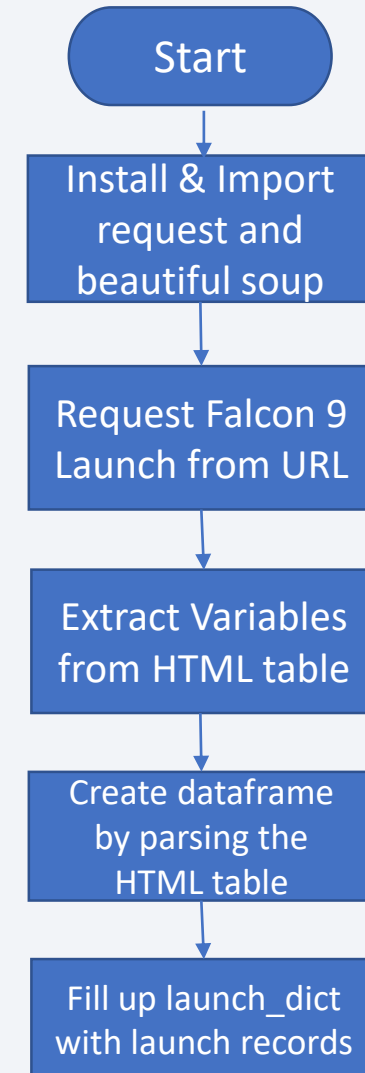 Start
Install & Import
request and
beautiful soup
Request Falcon 9
Launch from URL
Extract Variables
from HTML table
Create dataframe
by parsing the
HTML table
Fill up launch_dict
with launch records